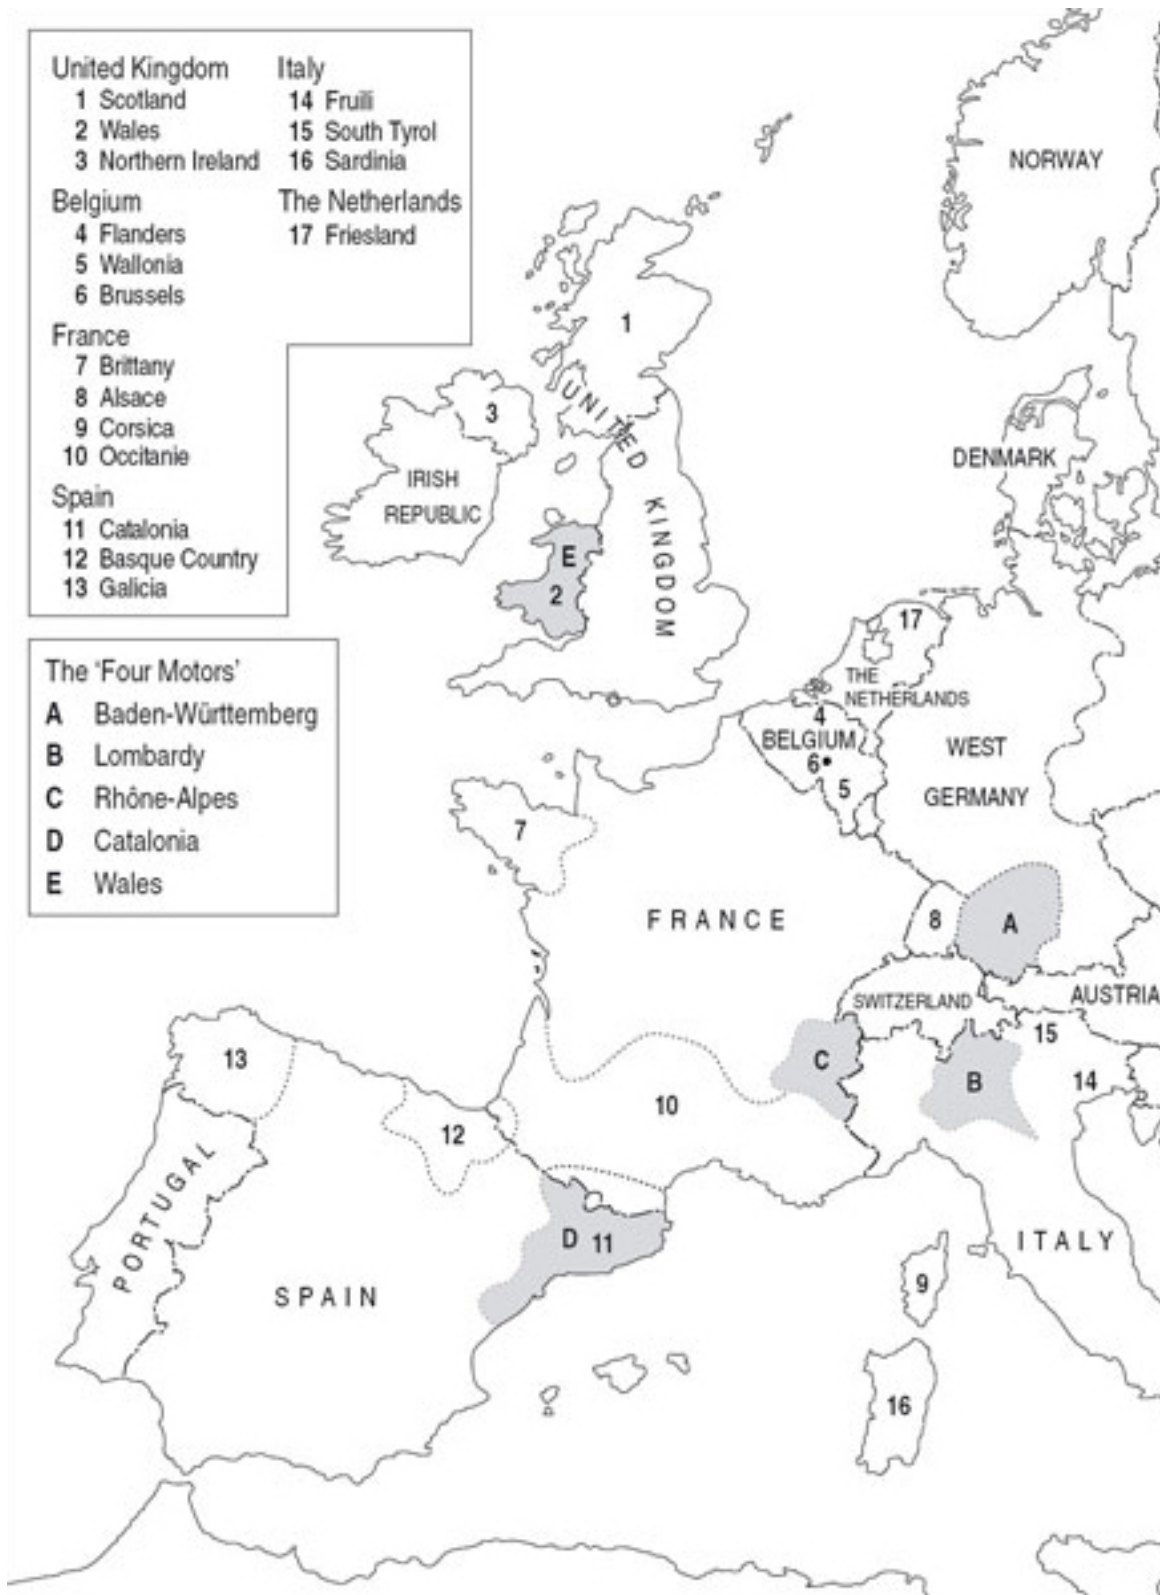 United Kingdom
1 Scotland
2 Wales
3 Northern Ireland
Belgium
4 Flanders
5 Wallonia
6 Brussels
France
7 Brittany
8 Alsace
9 Corsica
10 Occitanie
Spain
11 Catalonia
12 Basque Country
13 Galicia
Italy
14 Fruili
15 South Tyrol
16 Sardinia
The Netherlands
17 Friesland
The ‘Four Motors’
A Baden-Württemberg
B Lombardy
C Rhône-Alpes
D Catalonia
E Wales
NORWAY
1
UNITED KINGDOM
3
IRISH
REPUBLIC
DENMARK
E
2
17
THE
NETHERLANDS
4
BELGIUM
6
5
WEST
GERMANY
7
FRANCE
8
A
SWITZERLAND
AUSTRIA
15
13
C
B
14
10
12
PORTUGAL
D 11
ITALY
SPAIN
9
16